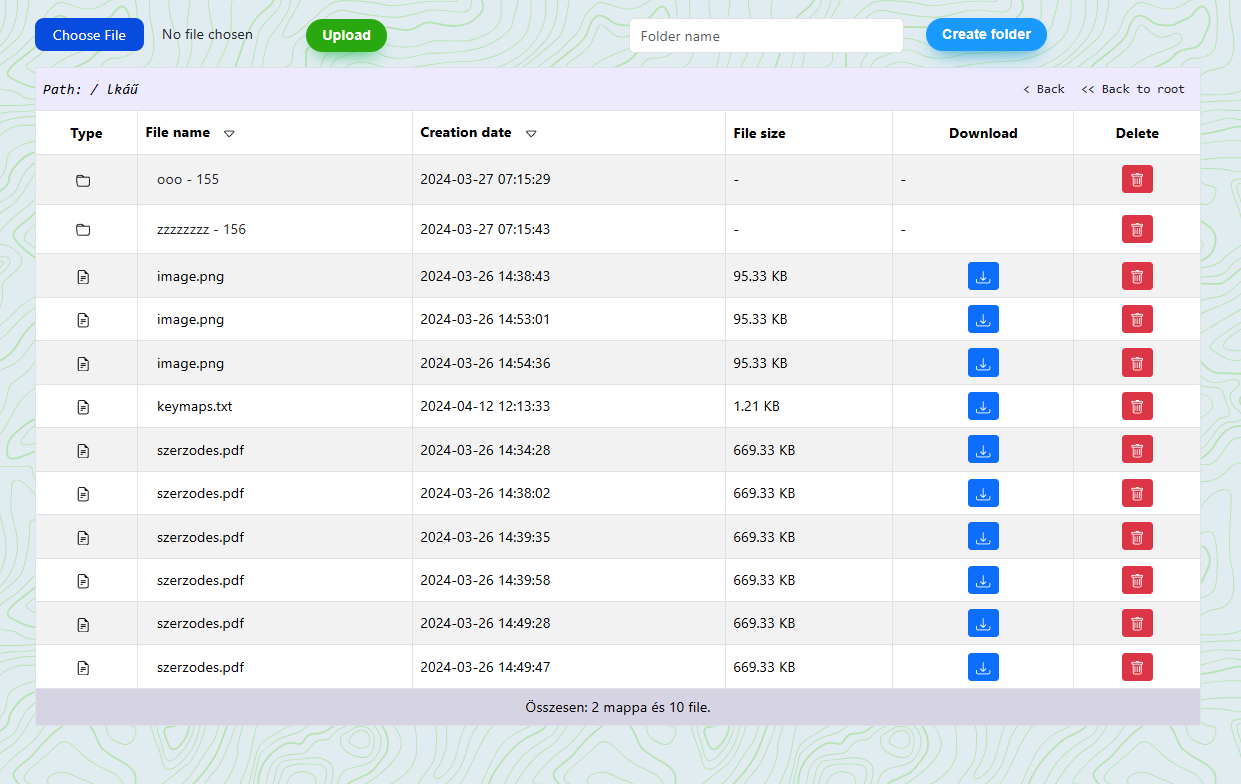 Choose File No file chosen Upload Folder name Create folder
Path: / lkáű < Back << Back to root
Type File name Creation date File size Download Delete
ooo - 155 2024-03-27 07:15:29 - -
zzzzzzzz - 156 2024-03-27 07:15:43 - -
image.png 2024-03-26 14:38:43 95.33 KB
image.png 2024-03-26 14:53:01 95.33 KB
image.png 2024-03-26 14:54:36 95.33 KB
keymaps.txt 2024-04-12 12:13:33 1.21 KB
szerzodes.pdf 2024-03-26 14:34:28 669.33 KB
szerzodes.pdf 2024-03-26 14:38:02 669.33 KB
szerzodes.pdf 2024-03-26 14:39:35 669.33 KB
szerzodes.pdf 2024-03-26 14:39:58 669.33 KB
szerzodes.pdf 2024-03-26 14:49:28 669.33 KB
szerzodes.pdf 2024-03-26 14:49:47 669.33 KB
Összesen: 2 mappa és 10 file.